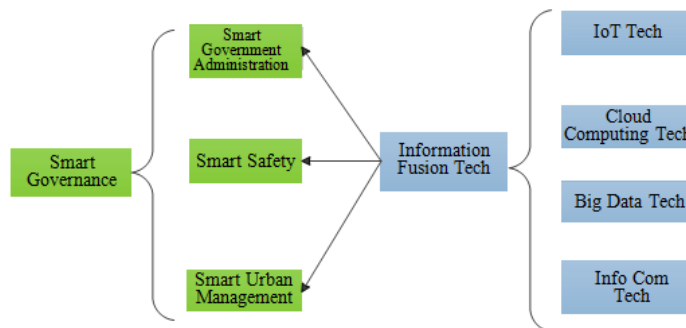 Smart
Governance
Smart
Government
Administration
Smart Safety
Smart Urban
Management
Information
Fusion Tech
IoT Tech
Cloud
Computing Tech
Big Data Tech
Info Com
Tech